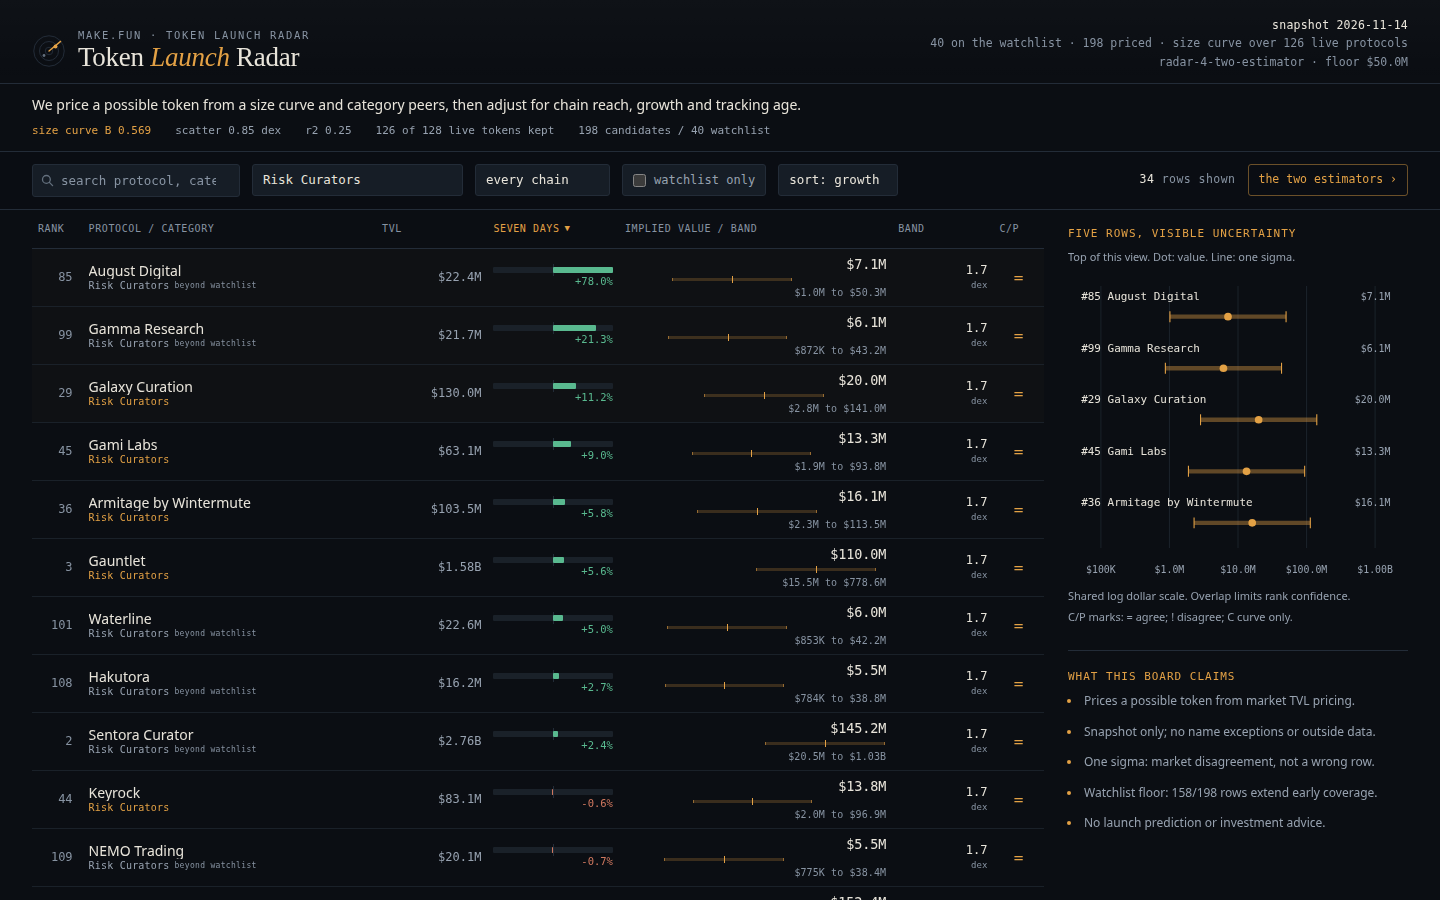 MAKE.FUN · TOKEN LAUNCH RADAR
Token Launch Radar
snapshot 2026-11-14
40 on the watchlist · 198 priced · size curve over 126 live protocols
radar-4-two-estimator · floor $50.0M
We price a possible token from a size curve and category peers, then adjust for chain reach, growth and tracking age.
size curve B 0.569 scatter 0.85 dex r2 0.25 126 of 128 live tokens kept 198 candidates / 40 watchlist
search protocol, cate Risk Curators every chain watchlist only sort: growth 34 rows shown the two estimators ›
RANK PROTOCOL / CATEGORY TVL SEVEN DAYS ▼ IMPLIED VALUE / BAND BAND C/P
85 August Digital $22.4M $7.1M 1.7 =
Risk Curators beyond watchlist +78.0% $1.0M to $50.3M dex
99 Gamma Research $21.7M $6.1M 1.7 =
Risk Curators beyond watchlist +21.3% $872K to $43.2M dex
29 Galaxy Curation $130.0M $20.0M 1.7 =
Risk Curators +11.2% $2.8M to $141.0M dex
45 Gami Labs $63.1M $13.3M 1.7 =
Risk Curators +9.0% $1.9M to $93.8M dex
36 Armitage by Wintermute $103.5M $16.1M 1.7 =
Risk Curators +5.8% $2.3M to $113.5M dex
3 Gauntlet $1.58B $110.0M 1.7 =
Risk Curators +5.6% $15.5M to $778.6M dex
101 Waterline $22.6M $6.0M 1.7 =
Risk Curators beyond watchlist +5.0% $853K to $42.2M dex
108 Hakutora $16.2M $5.5M 1.7 =
Risk Curators beyond watchlist +2.7% $784K to $38.8M dex
2 Sentora Curator $2.76B $145.2M 1.7 =
Risk Curators beyond watchlist +2.4% $20.5M to $1.03B dex
44 Keyrock $83.1M $13.8M 1.7 =
Risk Curators -0.6% $2.0M to $96.9M dex
109 NEMO Trading $20.1M $5.5M 1.7 =
Risk Curators beyond watchlist -0.7% $775K to $38.4M dex
FIVE ROWS, VISIBLE UNCERTAINTY
Top of this view. Dot: value. Line: one sigma.
#85 August Digital $7.1M
#99 Gamma Research $6.1M
#29 Galaxy Curation $20.0M
#45 Gami Labs $13.3M
#36 Armitage by Wintermute $16.1M
$100K $1.0M $10.0M $100.0M $1.00B
Shared log dollar scale. Overlap limits rank confidence.
C/P marks: = agree; ! disagree; C curve only.
WHAT THIS BOARD CLAIMS
• Prices a possible token from market TVL pricing.
• Snapshot only; no name exceptions or outside data.
• One sigma: market disagreement, not a wrong row.
• Watchlist floor: 158/198 rows extend early coverage.
• No launch prediction or investment advice.